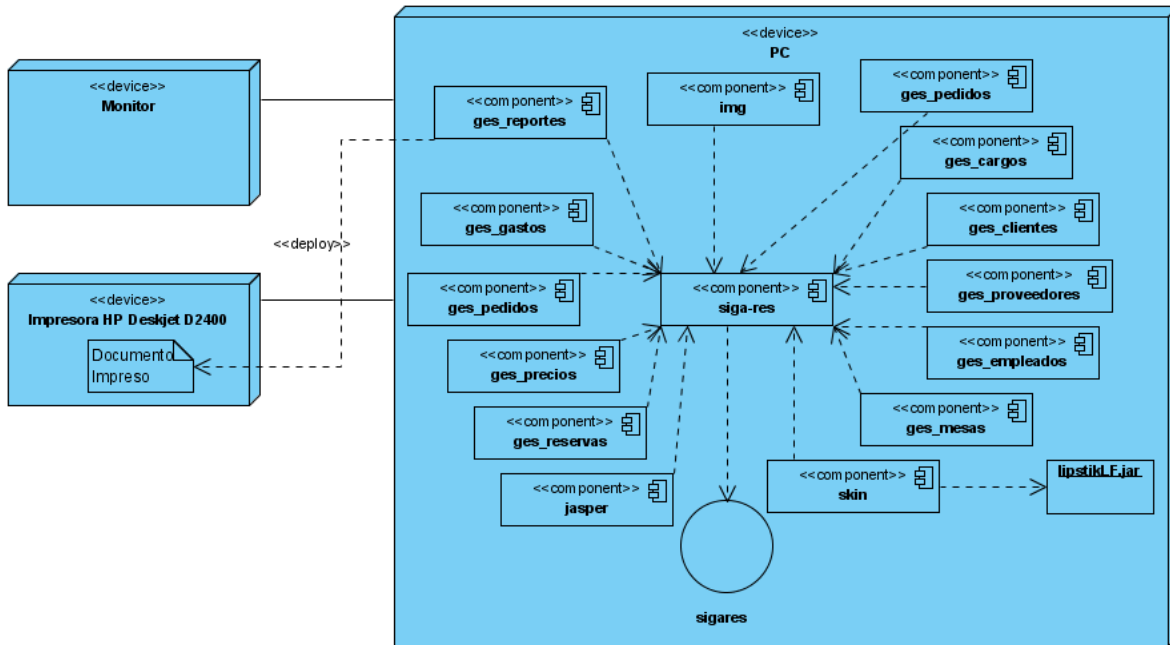 <<device>>
PC
<<device>>
Monitor
<<component>>
ges_reportes
<<component>>
img
<<component>>
ges_pedidos
<<component>>
ges_cargos
<<component>>
ges_gastos
<<component>>
ges_clientes
<<deploy>>
<<device>>
Impresora HP Deskjet D2400
Documento
Impreso
<<component>>
ges_pedidos
<<component>>
siga-res
<<component>>
ges_proveedores
<<component>>
ges_precios
<<component>>
ges_empleados
<<component>>
ges_reservas
<<component>>
ges_mesas
<<component>>
jasper
<<component>>
skin
lipstikLF.jar
sigares